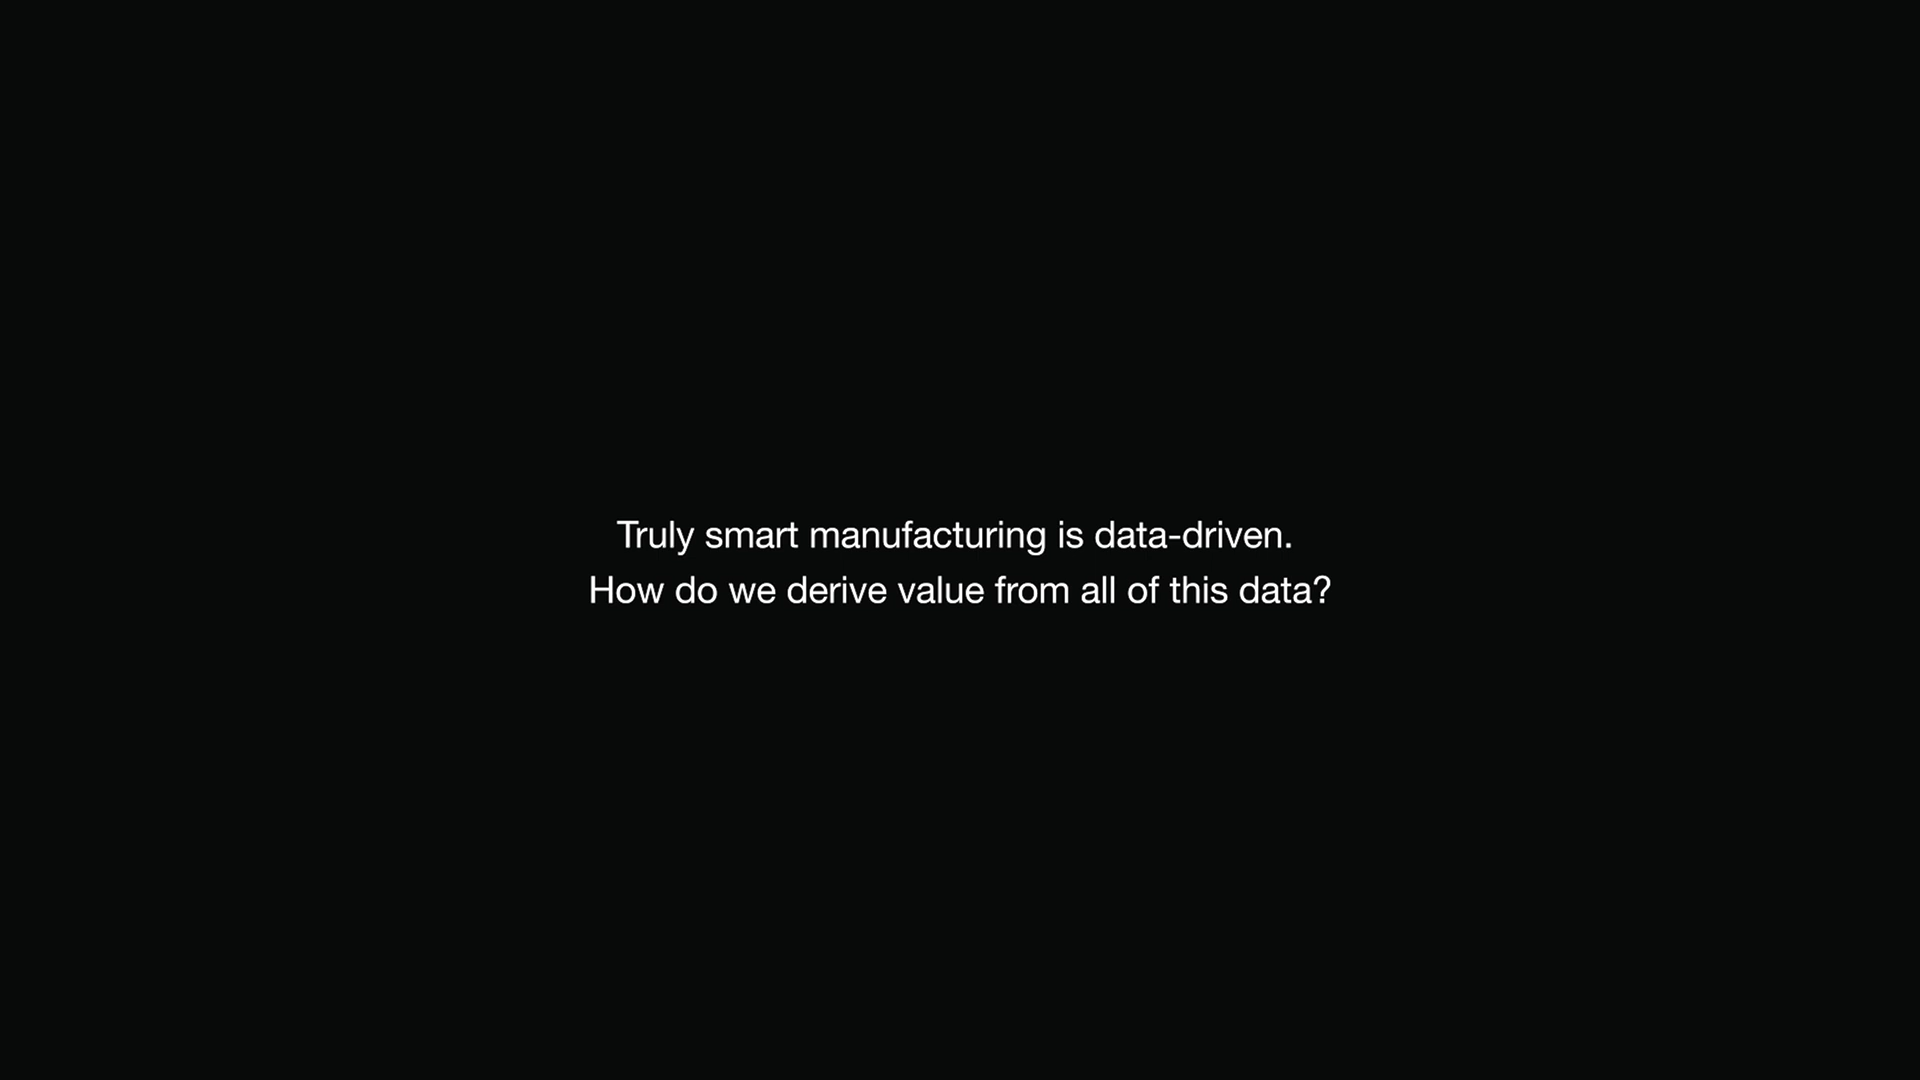 Truly smart manufacturing is data-driven.
How do we derive value from all of this data?